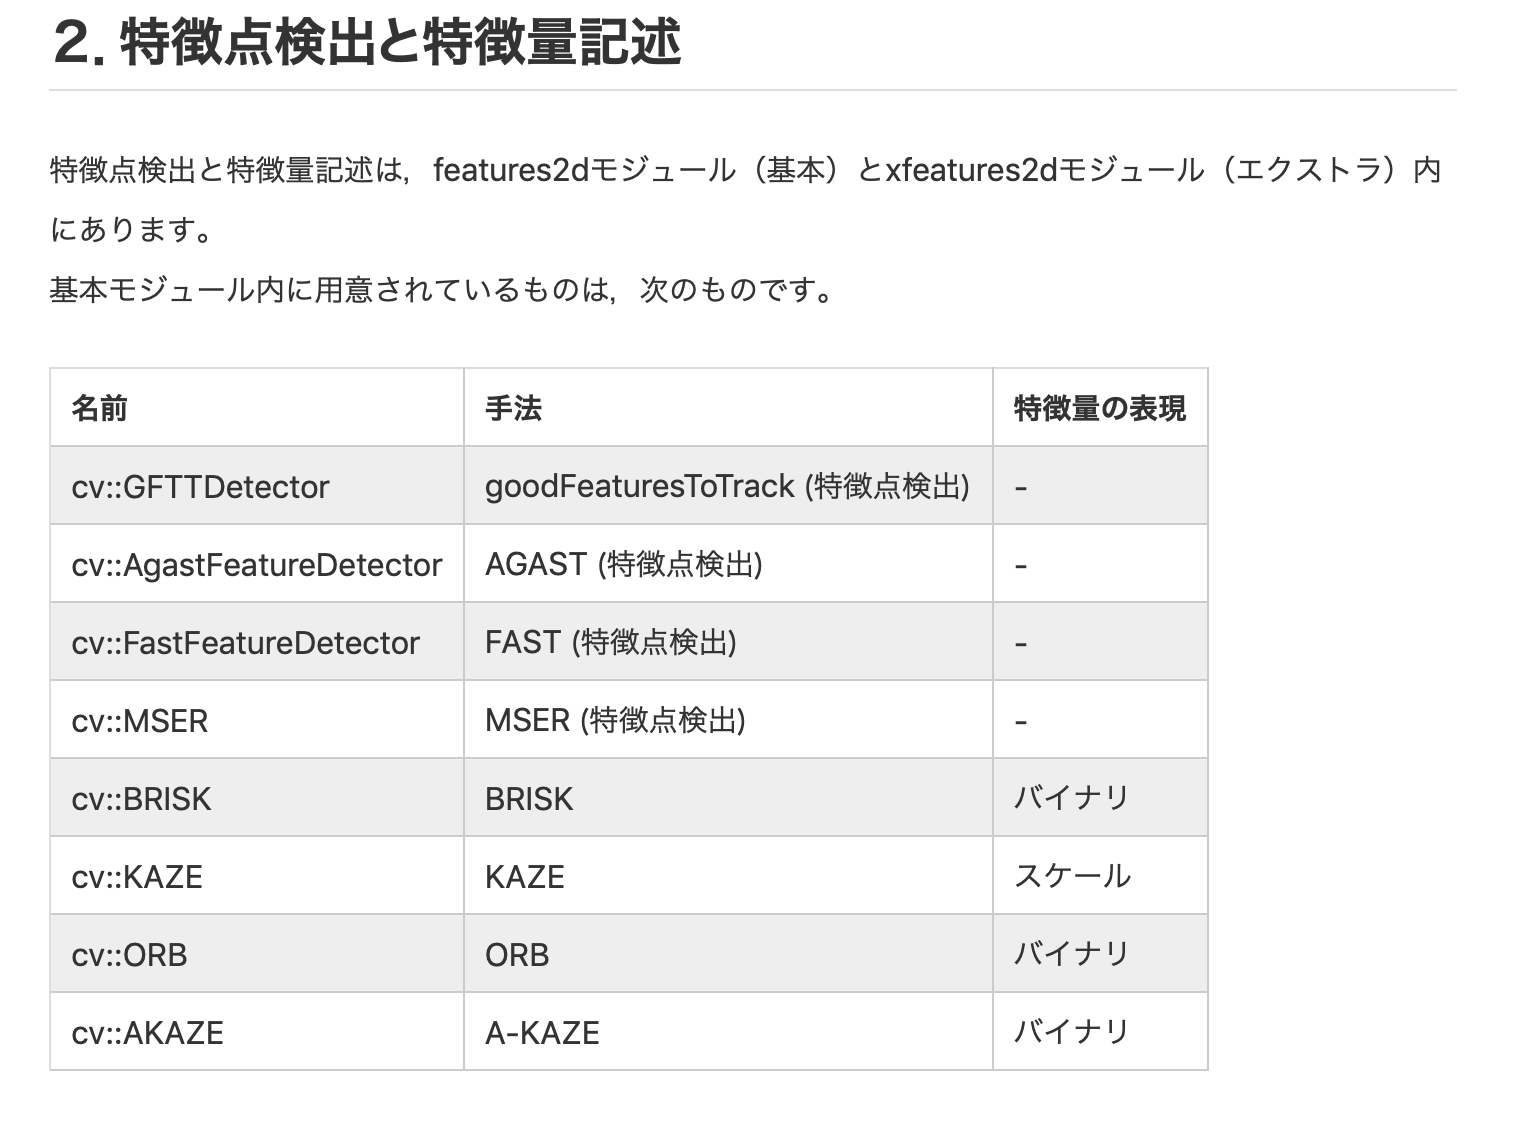 2. 特徴点検出と特徴量記述
特徴点検出と特徴量記述は，features2dモジュール（基本）とxfeatures2dモジュール（エクストラ）内
にあります。
基本モジュール内に用意されているものは，次のものです。
名前 手法 特徴量の表現
cv::GFTTDetector goodFeaturesToTrack (特徴点検出) -
cv::AgastFeatureDetector AGAST (特徴点検出) -
cv::FastFeatureDetector FAST (特徴点検出) -
cv::MSER MSER (特徴点検出) -
cv::BRISK BRISK バイナリ
cv::KAZE KAZE スケール
cv::ORB ORB バイナリ
cv::AKAZE A-KAZE バイナリ